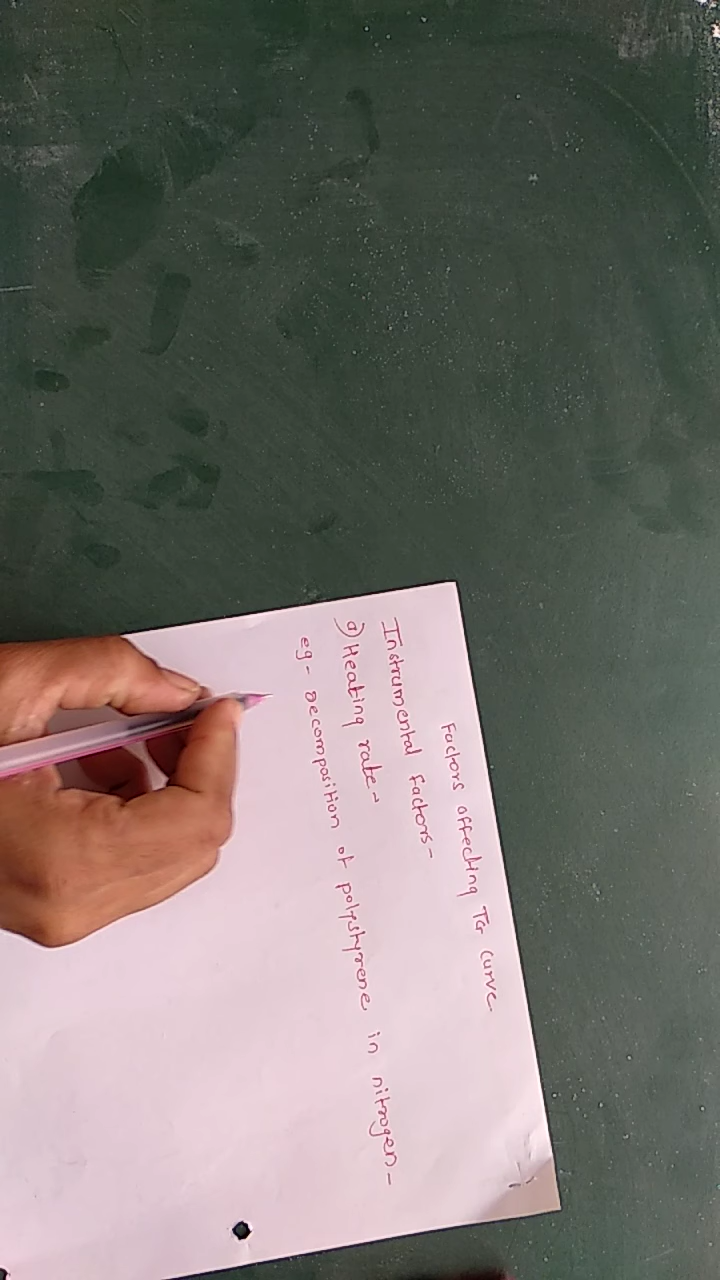 Factors affecting TG curve
Instrumental factors-
a) Heating rate-
eg- decomposition of polystyrene in nitrogen-